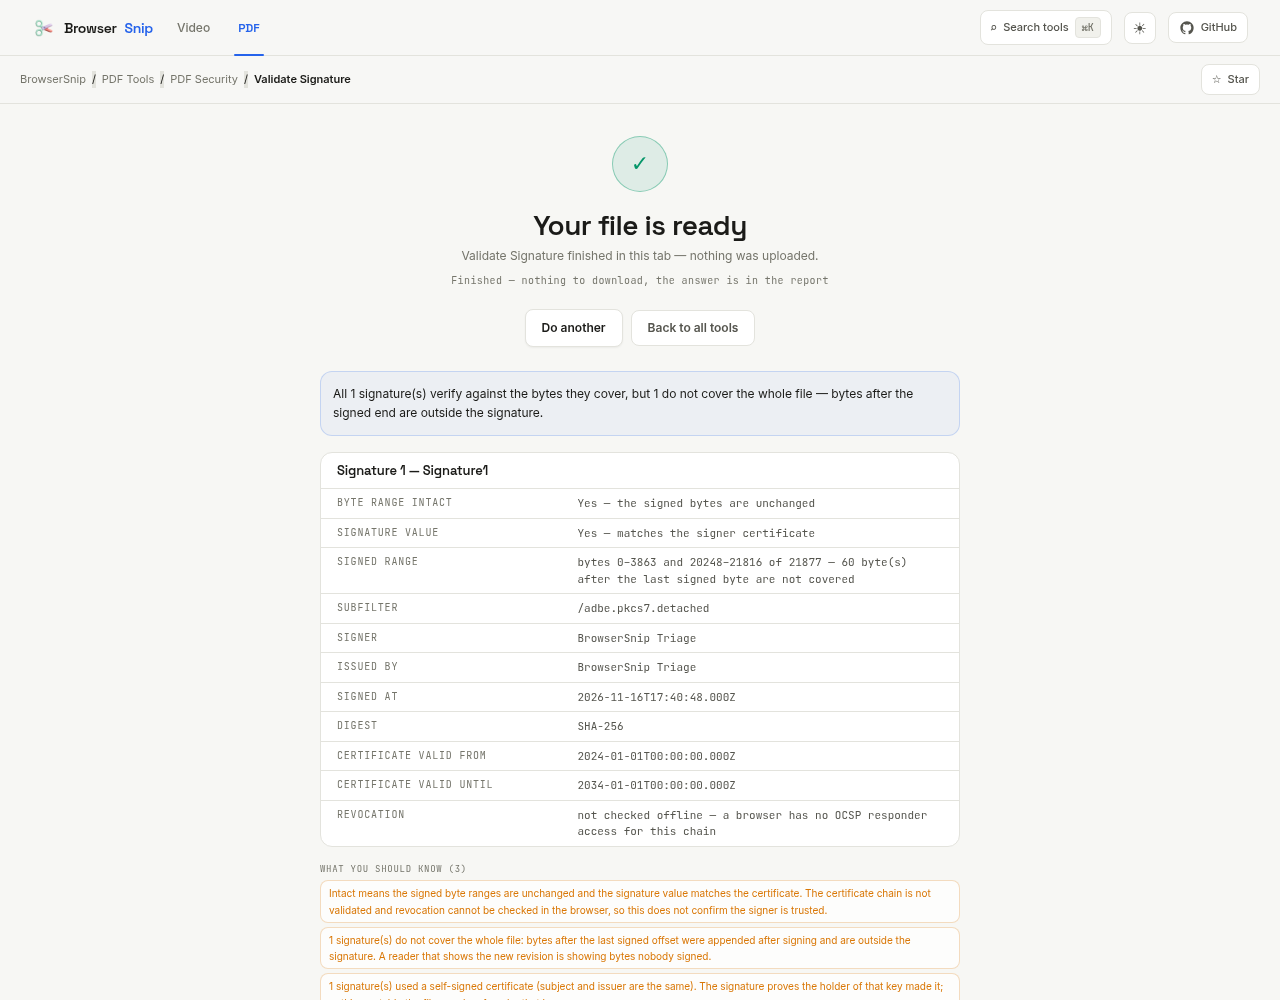 Browser Snip Video PDF Search tools ⌘K GitHub
BrowserSnip / PDF Tools / PDF Security / Validate Signature ☆ Star
Your file is ready
Validate Signature finished in this tab — nothing was uploaded.
Finished — nothing to download, the answer is in the report
Do another Back to all tools
All 1 signature(s) verify against the bytes they cover, but 1 do not cover the whole file — bytes after the
signed end are outside the signature.
Signature 1 — Signature1
BYTE RANGE INTACT Yes — the signed bytes are unchanged
SIGNATURE VALUE Yes — matches the signer certificate
SIGNED RANGE bytes 0–3863 and 20248–21816 of 21877 — 60 byte(s)
after the last signed byte are not covered
SUBFILTER /adbe.pkcs7.detached
SIGNER BrowserSnip Triage
ISSUED BY BrowserSnip Triage
SIGNED AT 2026-11-16T17:40:48.000Z
DIGEST SHA-256
CERTIFICATE VALID FROM 2024-01-01T00:00:00.000Z
CERTIFICATE VALID UNTIL 2034-01-01T00:00:00.000Z
REVOCATION not checked offline — a browser has no OCSP responder
access for this chain
WHAT YOU SHOULD KNOW (3)
Intact means the signed byte ranges are unchanged and the signature value matches the certificate. The certificate chain is not
validated and revocation cannot be checked in the browser, so this does not confirm the signer is trusted.
1 signature(s) do not cover the whole file: bytes after the last signed offset were appended after signing and are outside the
signature. A reader that shows the new revision is showing bytes nobody signed.
1 signature(s) used a self-signed certificate (subject and issuer are the same). The signature proves the holder of that key made it;